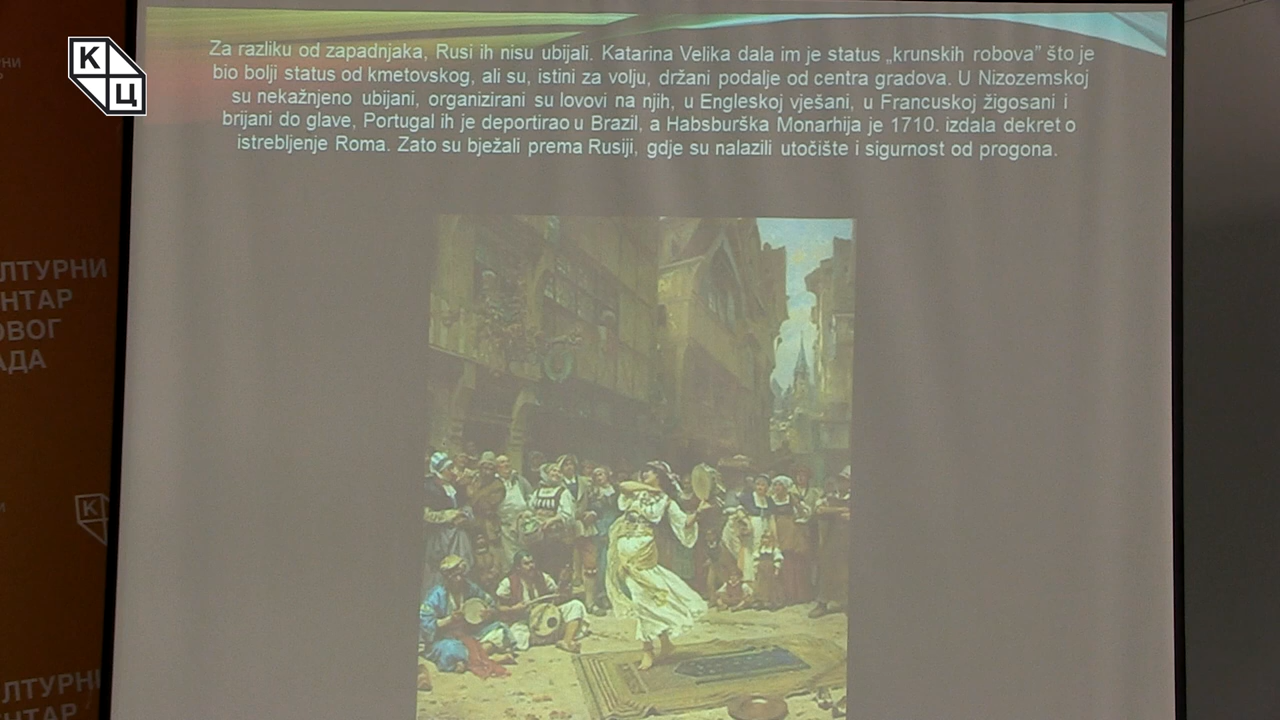 Za razliku od zapadnjaka, Rusi ih nisu ubijali. Katarina Velika dala im je status „krunskih robova” što je
bio bolji status od kmetovskog, ali su, istini za volju, držani podalje od centra gradova. U Nizozemskoj
su nekažnjeno ubijani, organizirani su lovovi na njih, u Engleskoj vješani, u Francuskoj žigosani i
brijani do glave, Portugal ih je deportirao u Brazil, a Habsburška Monarhija je 1710. izdala dekret o
istrebljenje Roma. Zato su bježali prema Rusiji, gdje su nalazili utočište i sigurnost od progona.
К
Ц
ЛТУРНИ
НТАР
ОВОГ
АДА
К
ЛТУРНИ
НТАР